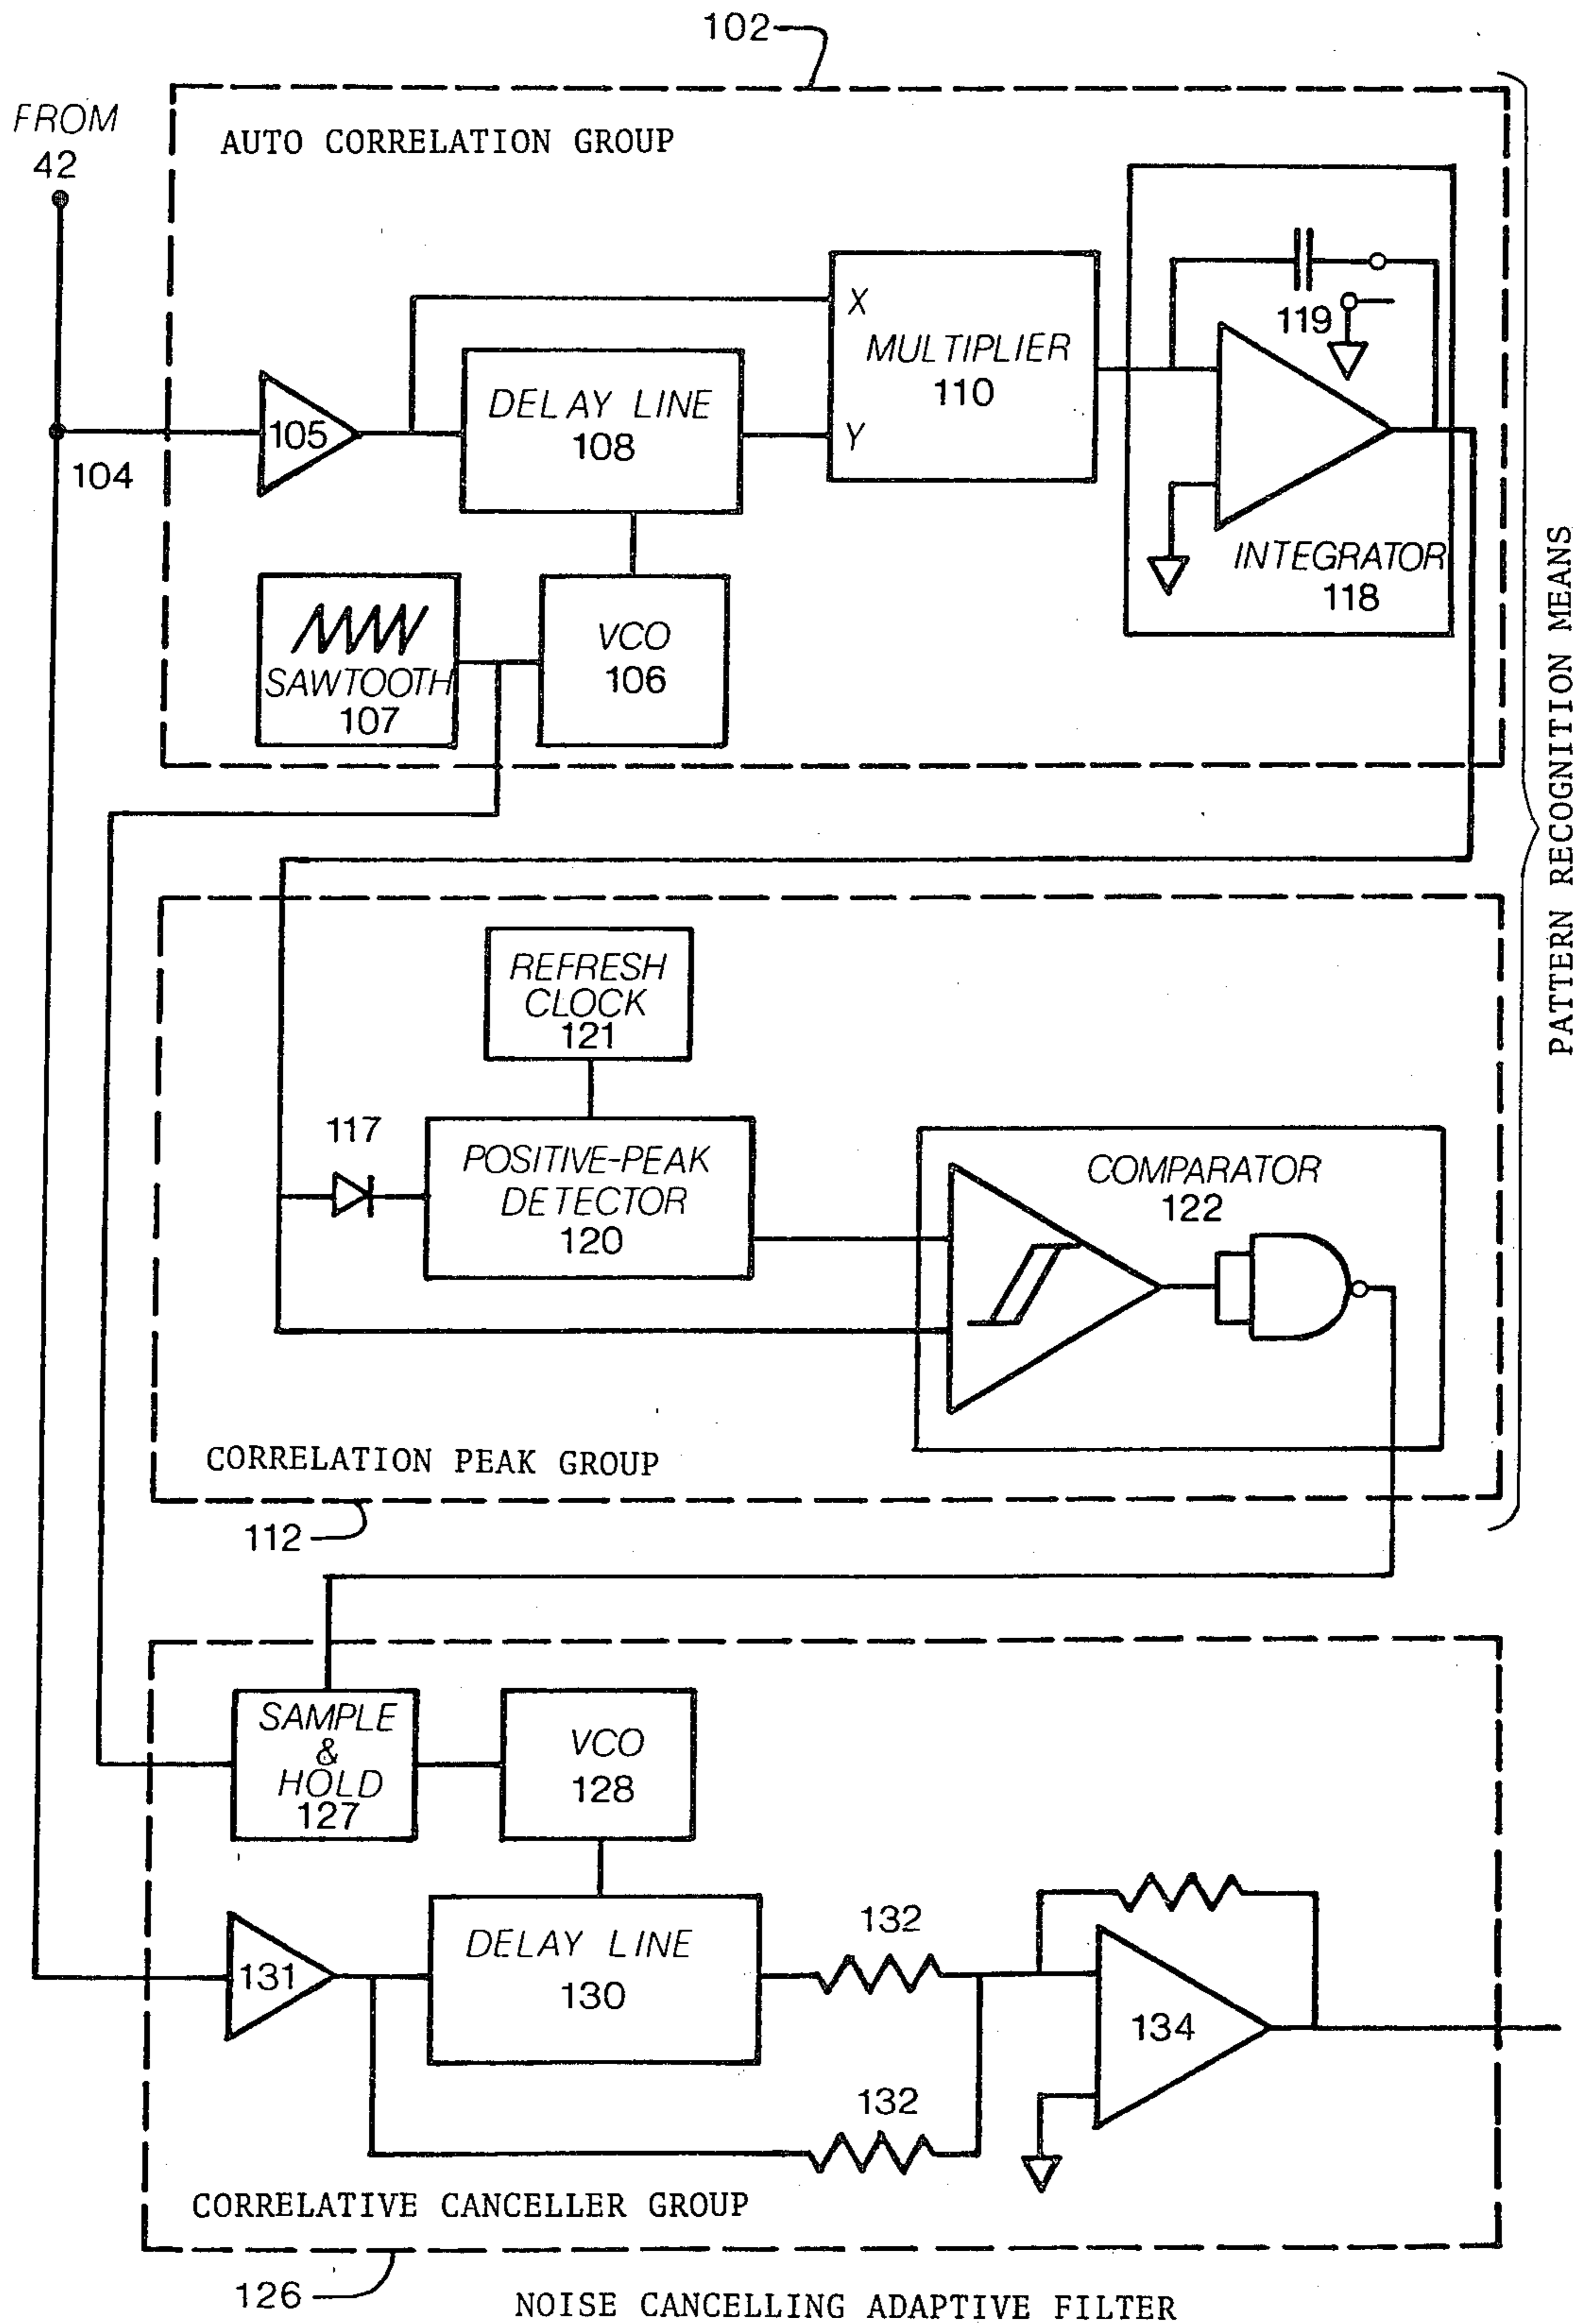 102
FROM
42
AUTO CORRELATION GROUP
X
MULTIPLIER
110
Y
119
DELAY LINE
108
105
104
INTEGRATOR
118
SAWTOOTH
107
VCO
106
PATTERN RECOGNITION MEANS
REFRESH
CLOCK
121
117
POSITIVE-PEAK
DETECTOR
120
COMPARATOR
122
CORRELATION PEAK GROUP
112
SAMPLE
&
HOLD
127
VCO
128
131
DELAY LINE
130
132
134
132
CORRELATIVE CANCELLER GROUP
126
NOISE CANCELLING ADAPTIVE FILTER